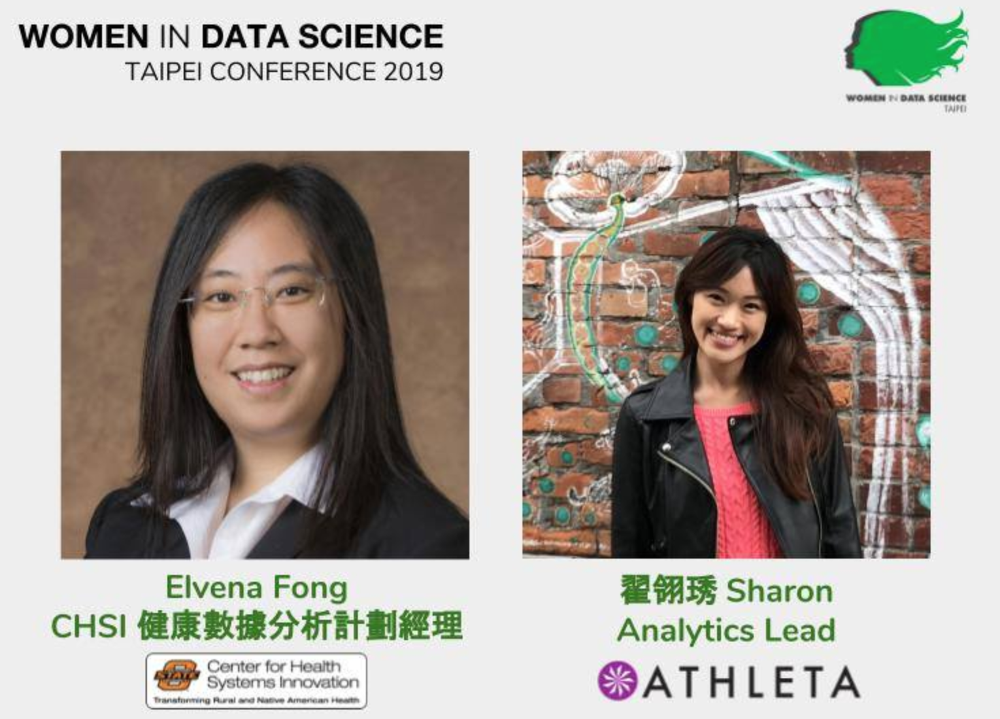 WOMEN IN DATA SCIENCE
TAIPEI CONFERENCE 2019
WOMEN IN DATA SCIENCE
TAIPEI
Elvena Fong
CHSI 健康數據分析計劃經理
STATE
Center for Health
Systems Innovation
Transforming Rural and Native American Health
翟翎琇 Sharon
Analytics Lead
ATHLETA